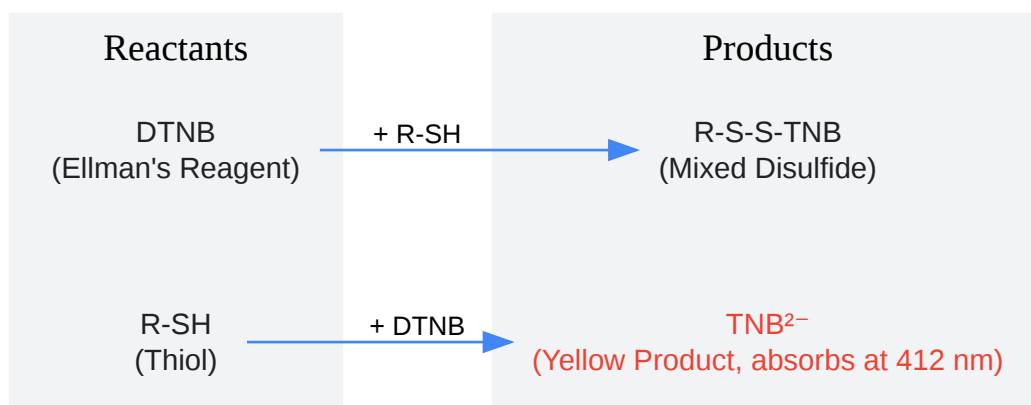 Reactants
Products
DTNB
(Ellman's Reagent)
+ R-SH
R-S-S-TNB
(Mixed Disulfide)
R-SH
(Thiol)
+ DTNB
TNB²⁻
(Yellow Product, absorbs at 412 nm)